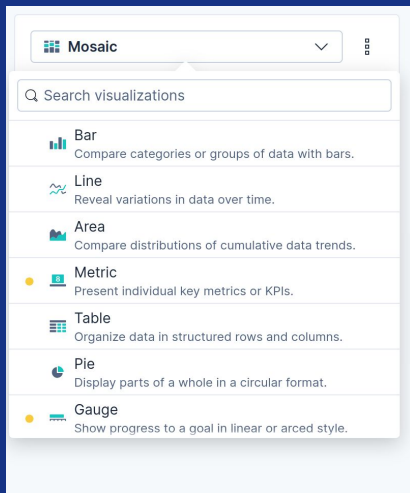 Mosaic
Search visualizations
Bar
Compare categories or groups of data with bars.
Line
Reveal variations in data over time.
Area
Compare distributions of cumulative data trends.
Metric
Present individual key metrics or KPIs.
Table
Organize data in structured rows and columns.
Pie
Display parts of a whole in a circular format.
Gauge
Show progress to a goal in linear or arced style.